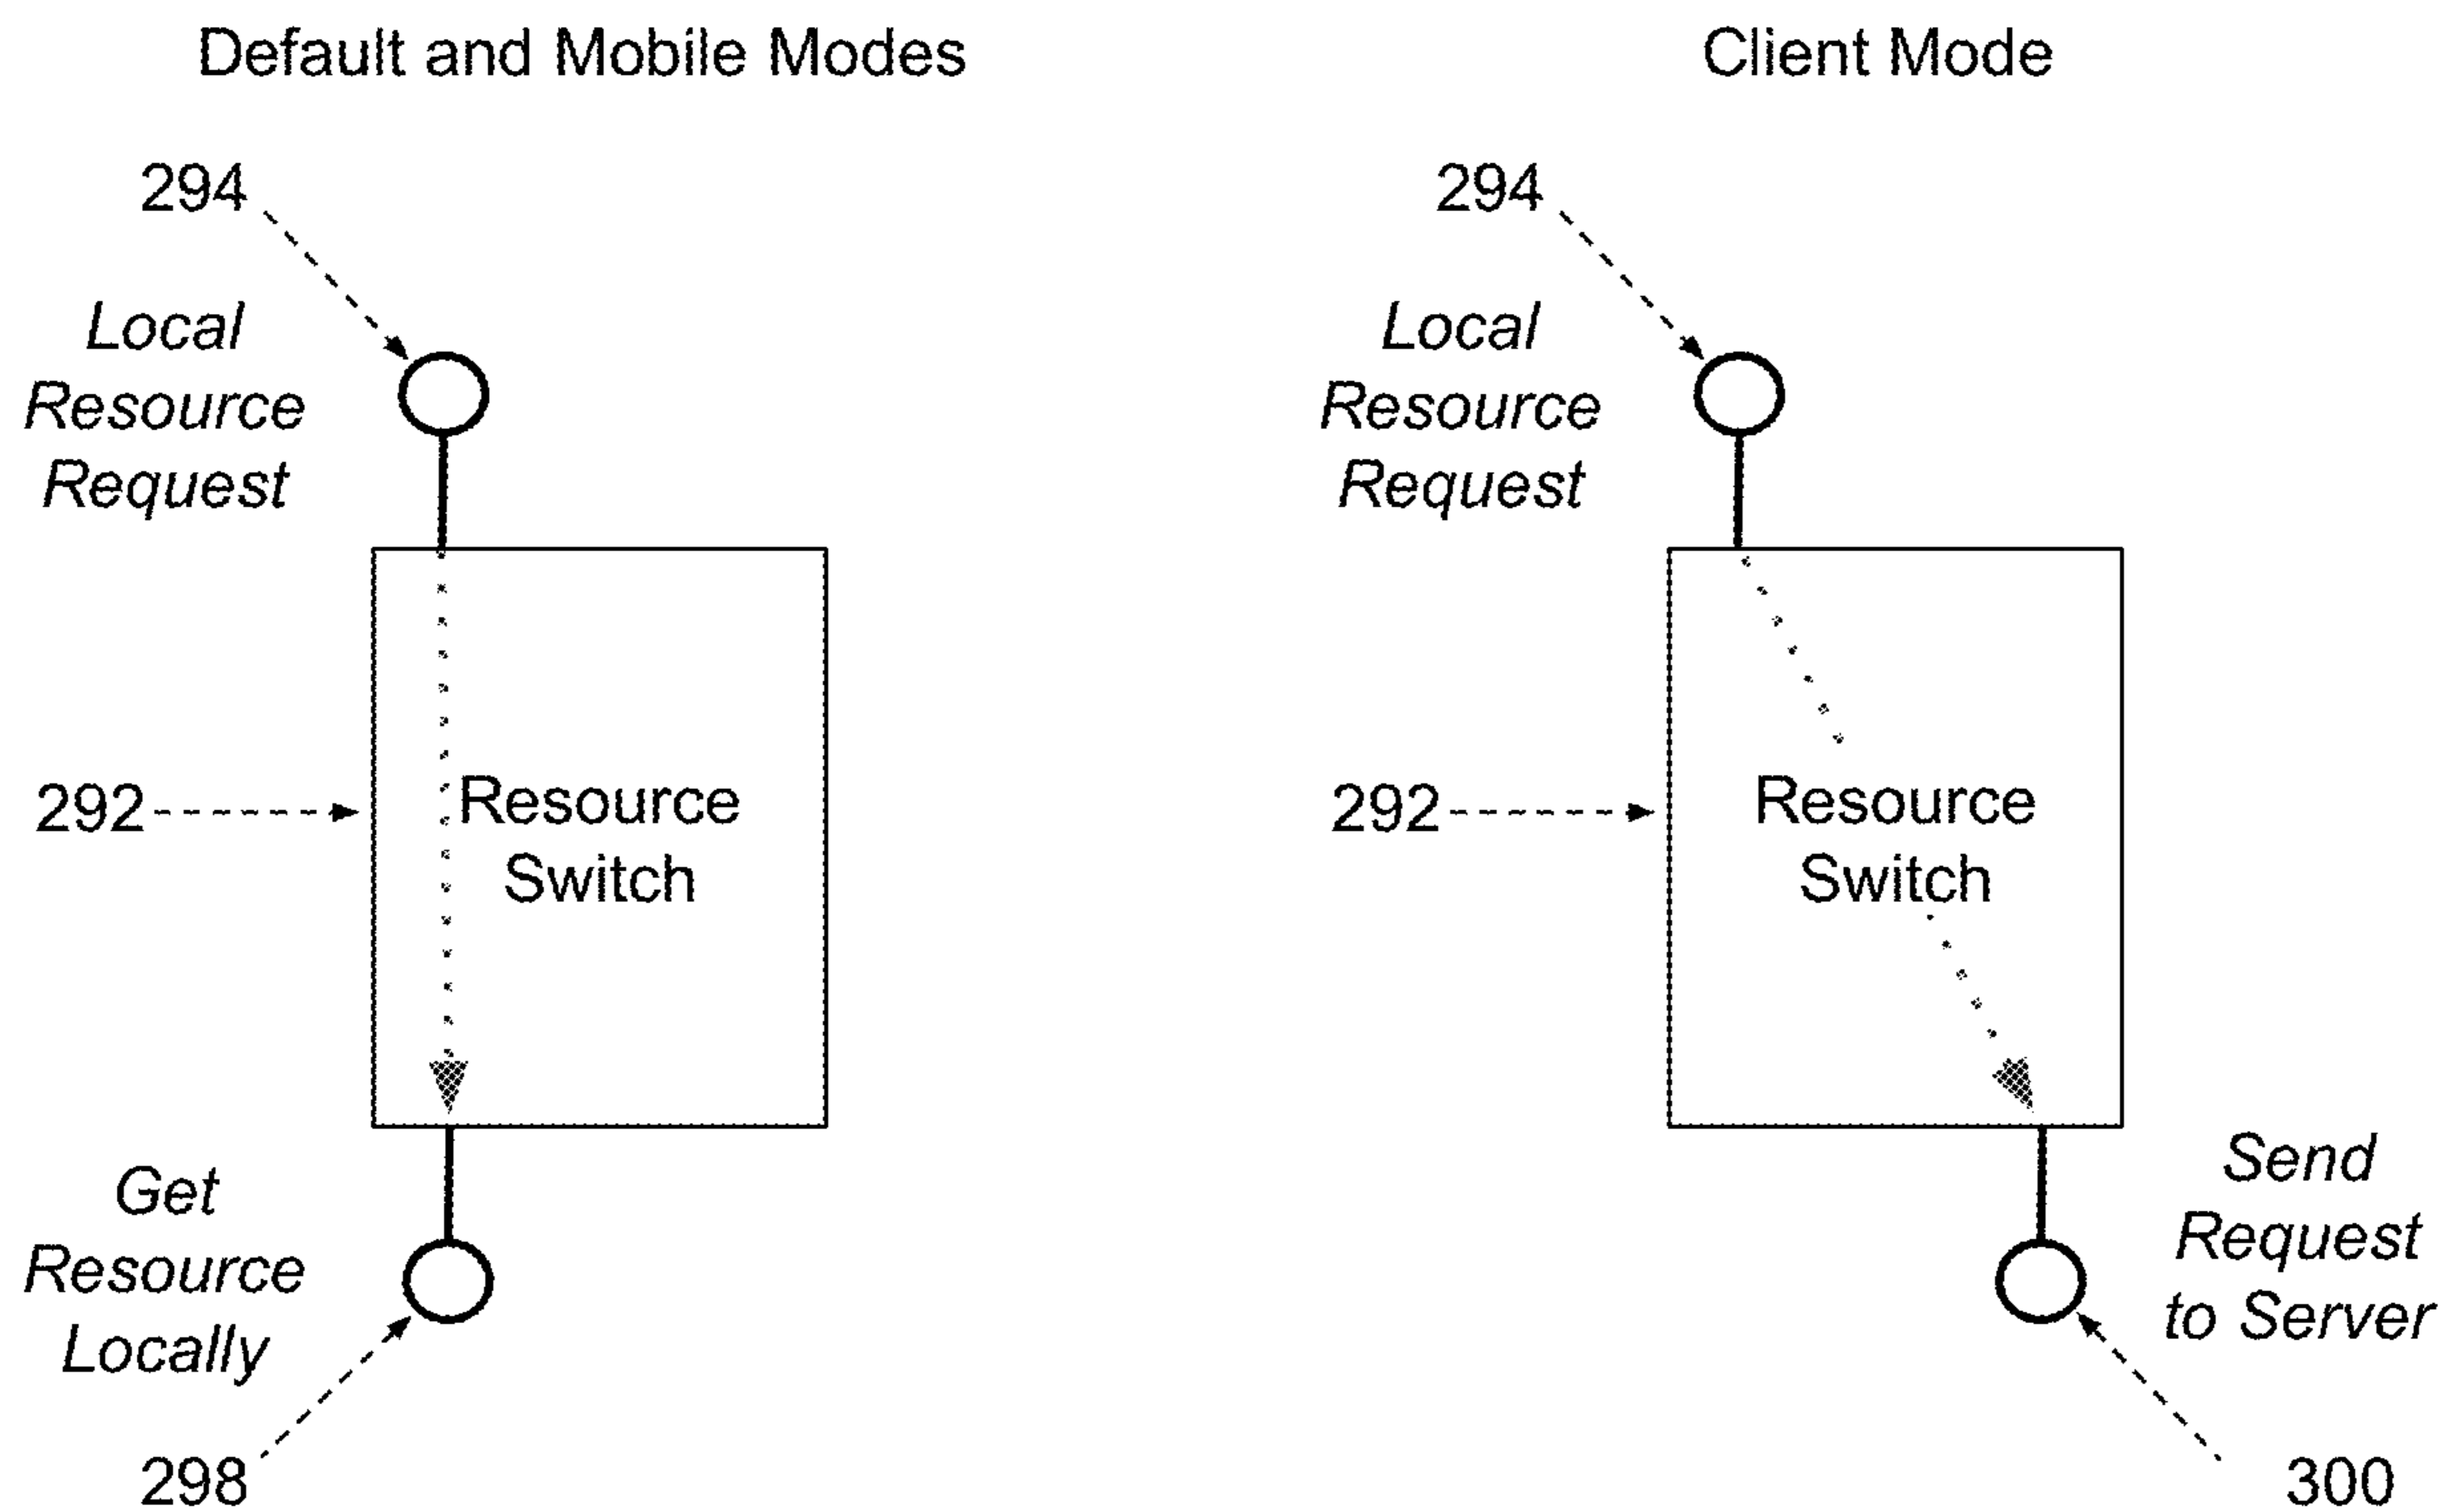 Default and Mobile Modes
294
Local
Resource
Request
292
Resource
Switch
Get
Resource
Locally
298
Client Mode
294
Local
Resource
Request
292
Resource
Switch
Send
Request
to Server
300